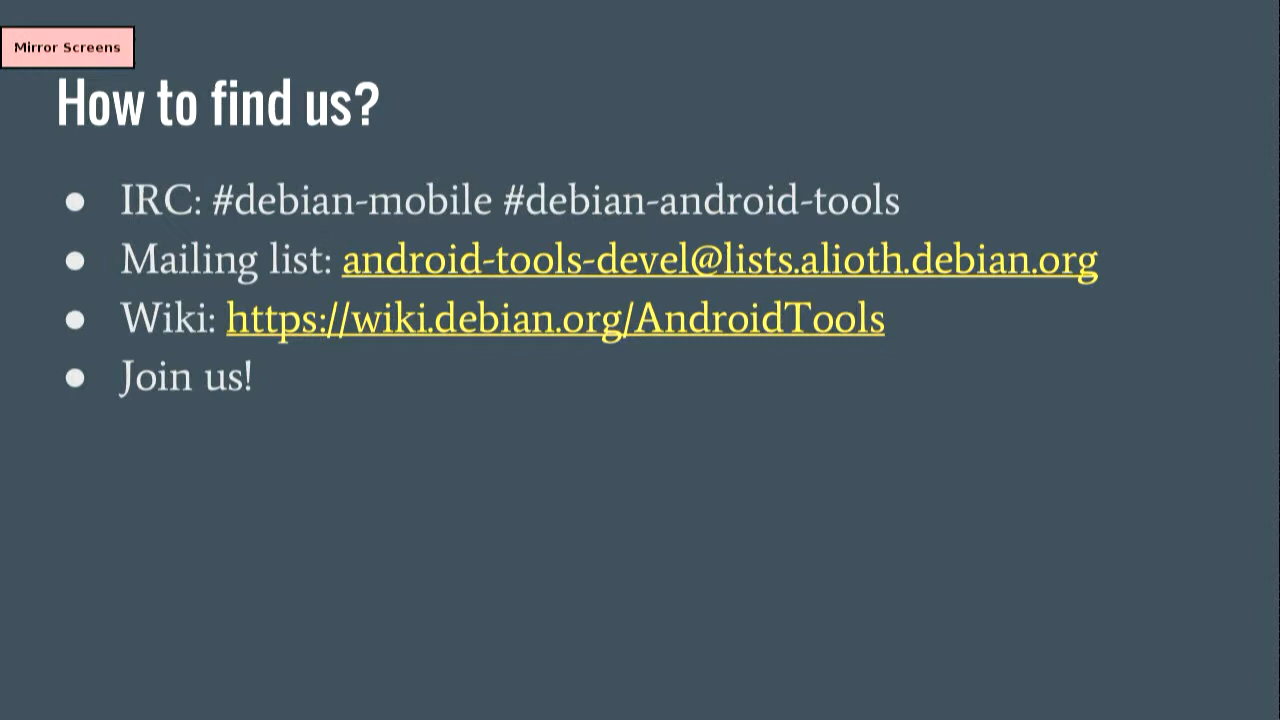 Mirror Screens
How to find us?
● IRC: #debian-mobile #debian-android-tools
● Mailing list: android-tools-devel@lists.alioth.debian.org
● Wiki: https://wiki.debian.org/AndroidTools
● Join us!